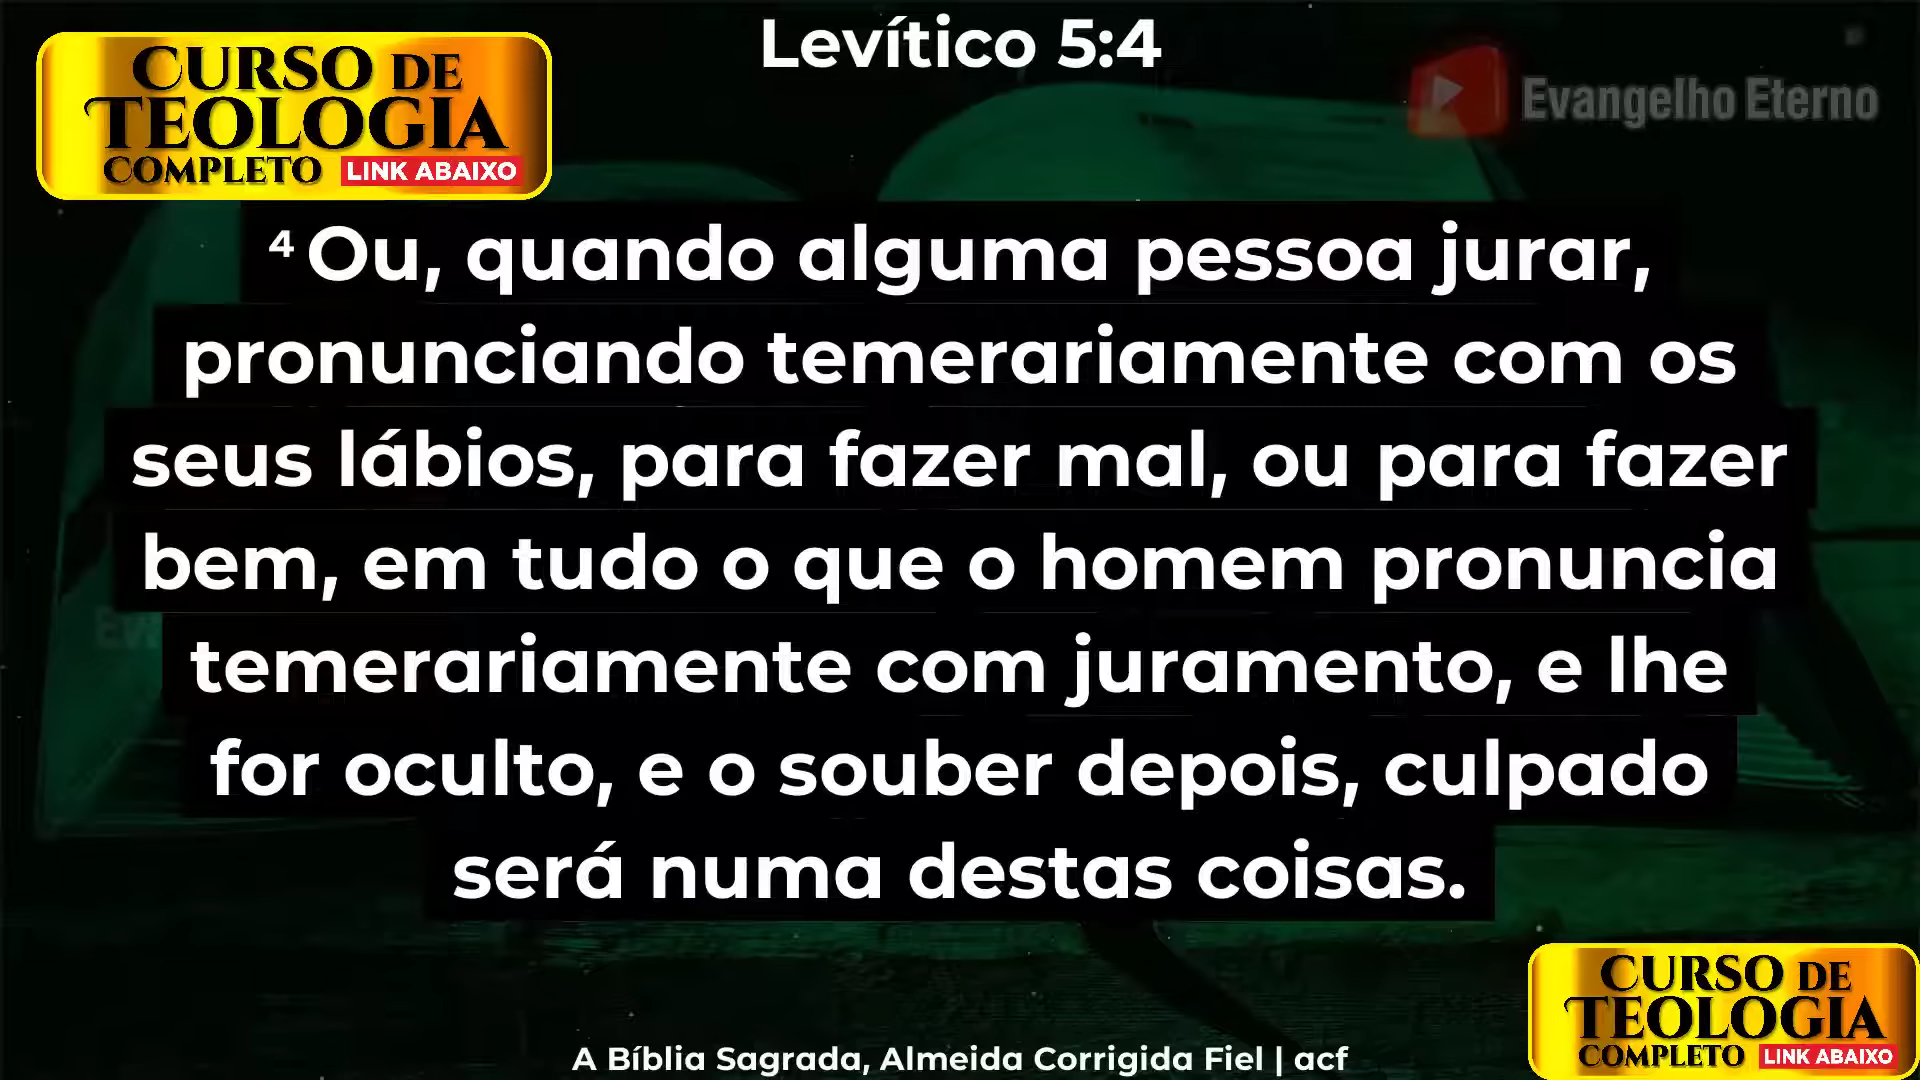 Levítico 5:4
CURSO DE
TEOLOGIA
COMPLETO LINK ABAIXO
Evangelho Eterno
4 Ou, quando alguma pessoa jurar,
pronunciando temerariamente com os
seus lábios, para fazer mal, ou para fazer
bem, em tudo o que o homem pronuncia
temerariamente com juramento, e lhe
for oculto, e o souber depois, culpado
será numa destas coisas.
CURSO DE
TEOLOGIA
COMPLETO LINK ABAIXO
A Bíblia Sagrada, Almeida Corrigida Fiel | acf